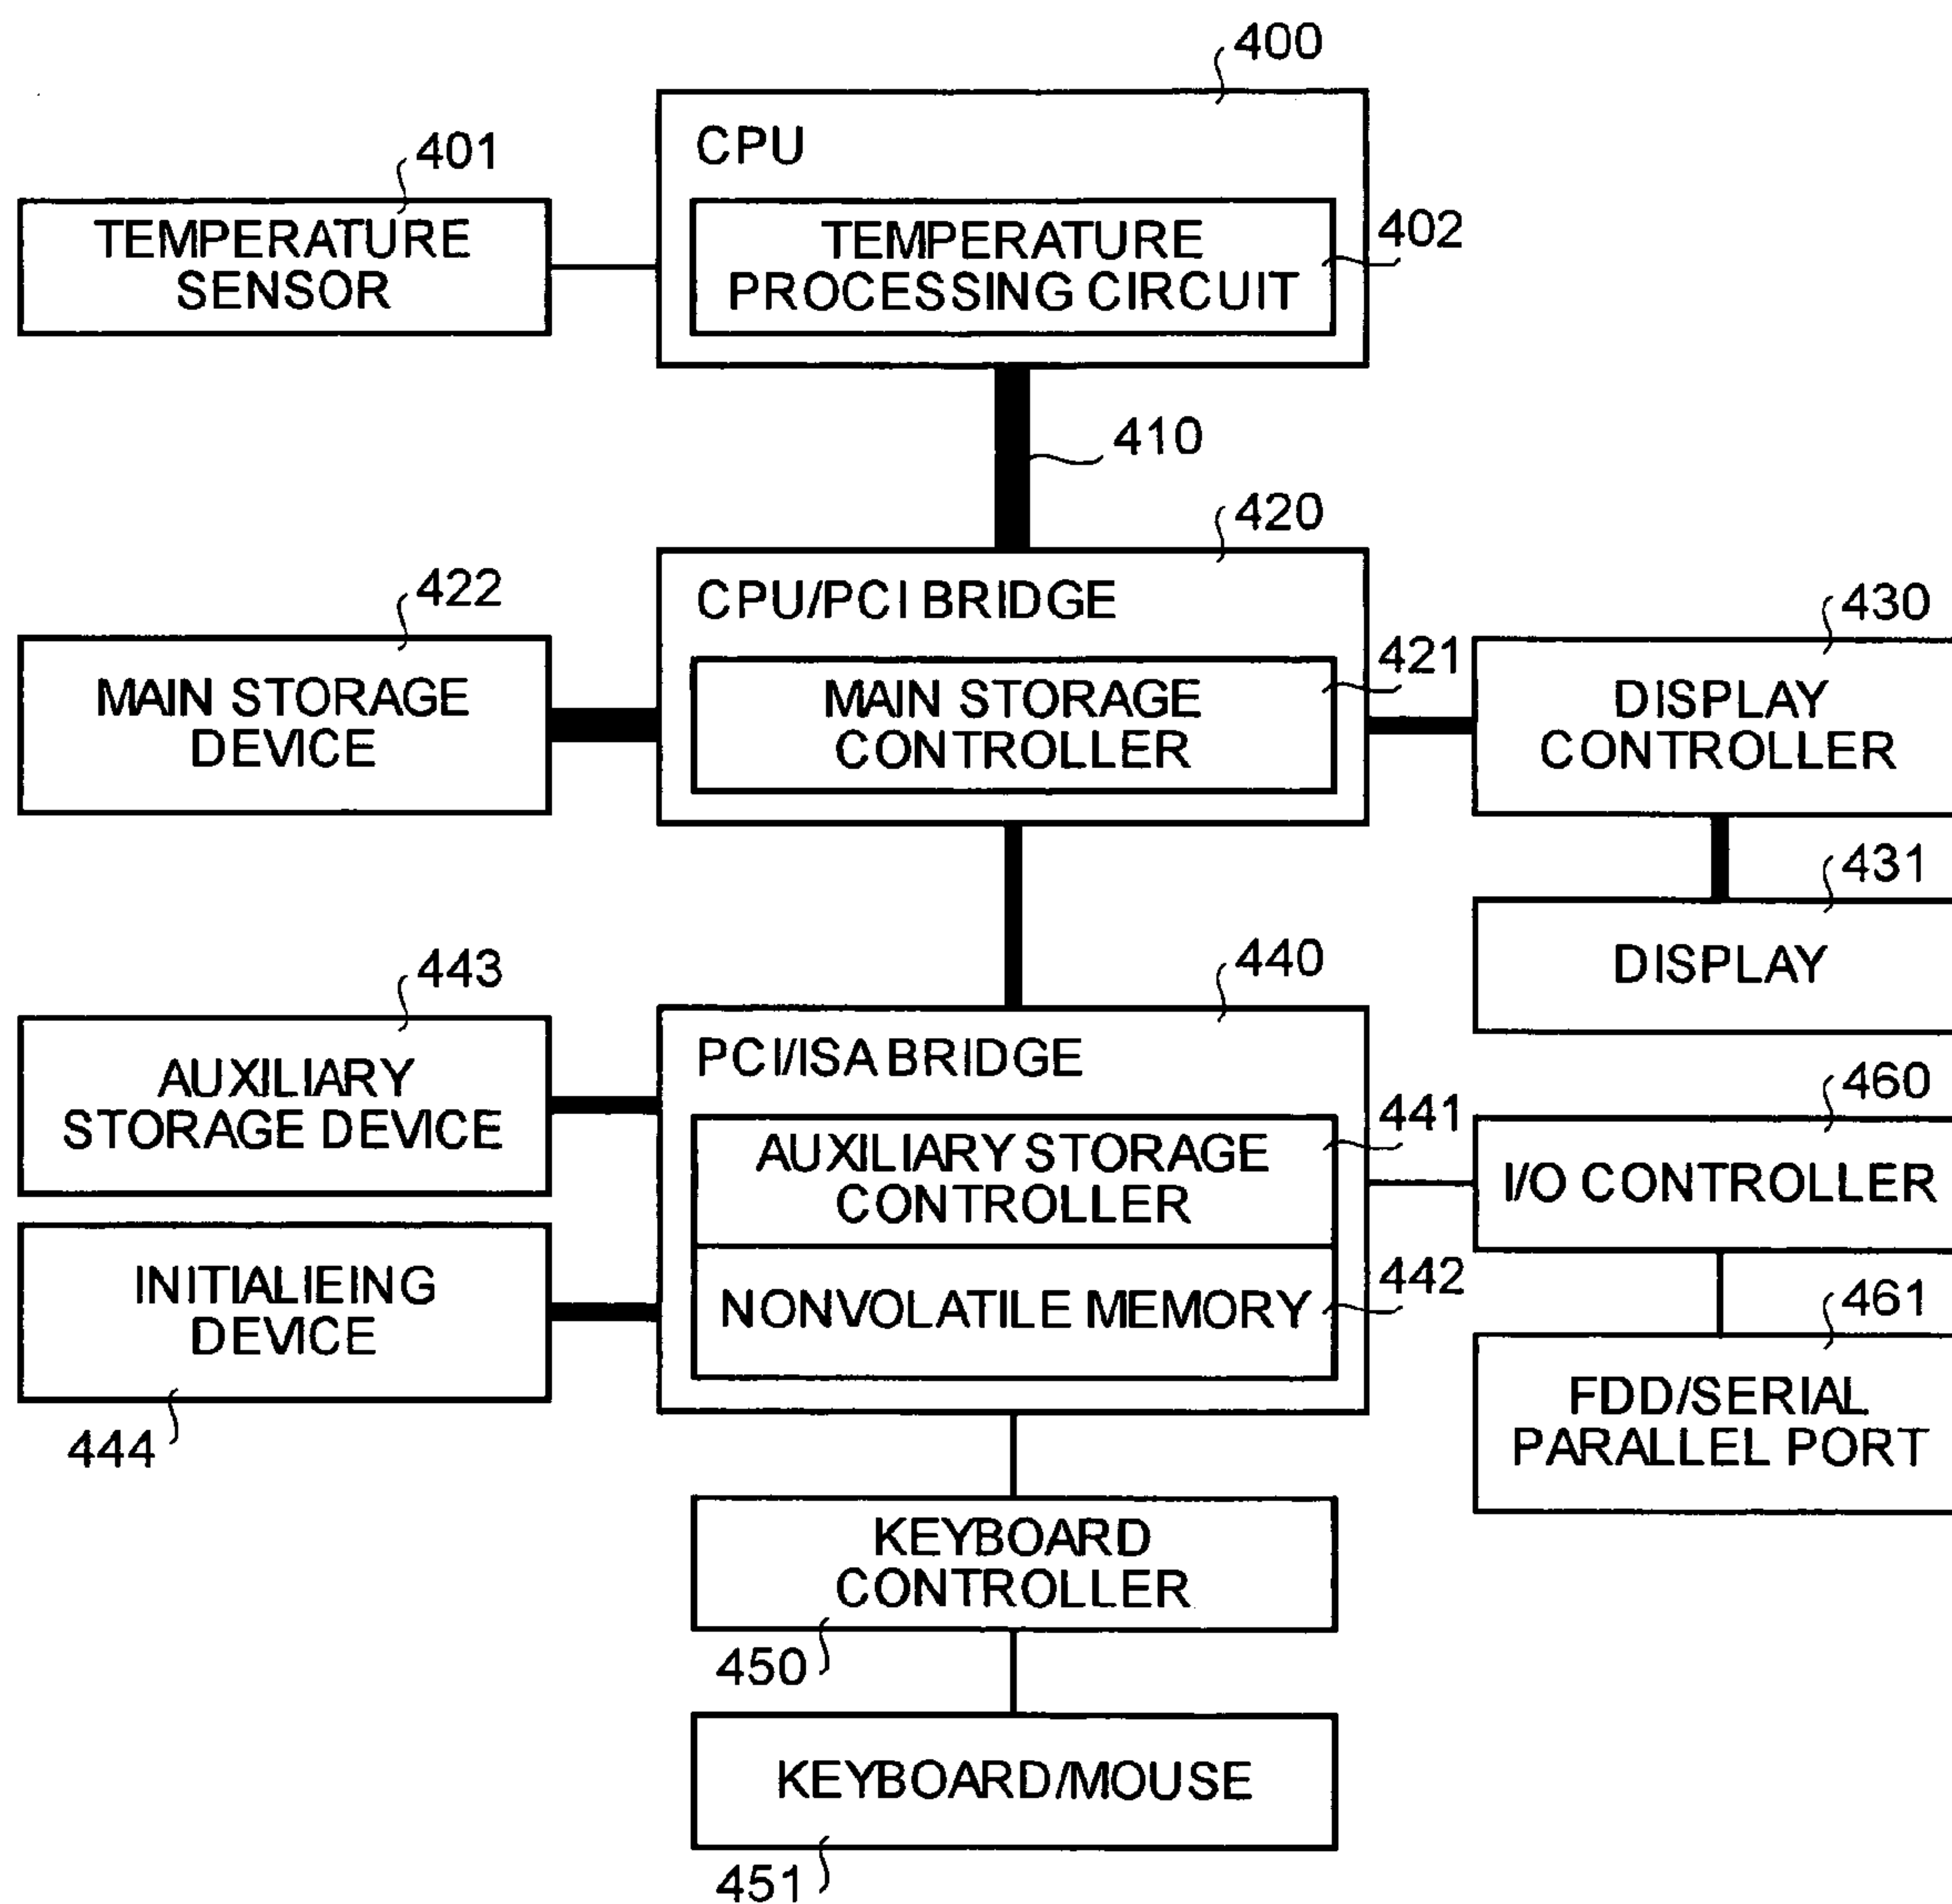 400
CPU
401
TEMPERATURE
SENSOR
TEMPERATURE
PROCESSING CIRCUIT
402
410
420
CPU/PCI BRIDGE
422
MAIN STORAGE
DEVICE
421
MAIN STORAGE
CONTROLLER
430
DISPLAY
CONTROLLER
431
DISPLAY
443
AUXILIARY
STORAGE DEVICE
440
PCI/ISA BRIDGE
441
AUXILIARY STORAGE
CONTROLLER
460
I/O CONTROLLER
INITIALIEING
DEVICE
444
442
NONVOLATILE MEMORY
461
FDD/SERIAL
PARALLEL PORT
KEYBOARD
CONTROLLER
450
KEYBOARD/MOUSE
451